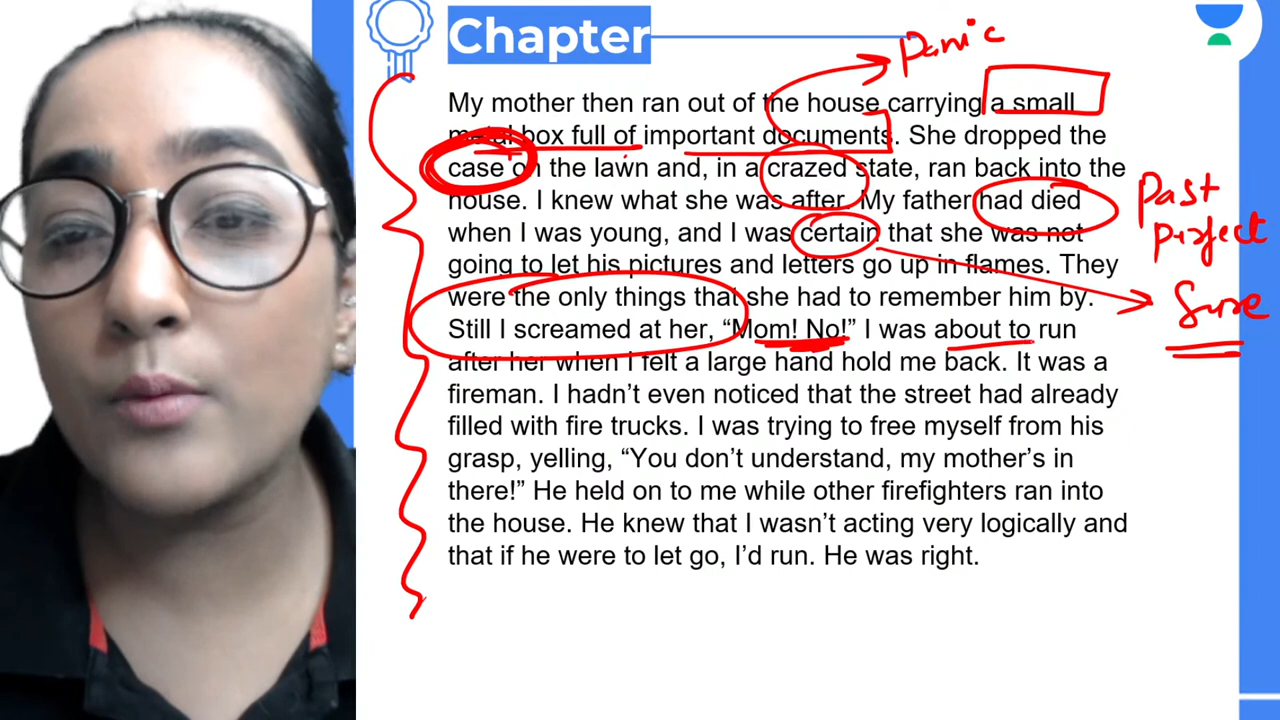 Chapter
panic
My mother then ran out of the house carrying a small
metal box full of important documents. She dropped the
case on the lawn and, in a crazed state, ran back into the
house. I knew what she was after. My father had died
when I was young, and I was certain that she was not
going to let his pictures and letters go up in flames. They
were the only things that she had to remember him by.
Still I screamed at her, “Mom! No!” I was about to run
after her when I felt a large hand hold me back. It was a
fireman. I hadn’t even noticed that the street had already
filled with fire trucks. I was trying to free myself from his
grasp, yelling, “You don’t understand, my mother’s in
there!” He held on to me while other firefighters ran into
the house. He knew that I wasn’t acting very logically and
that if he were to let go, I’d run. He was right.
Past
perfect
Sure